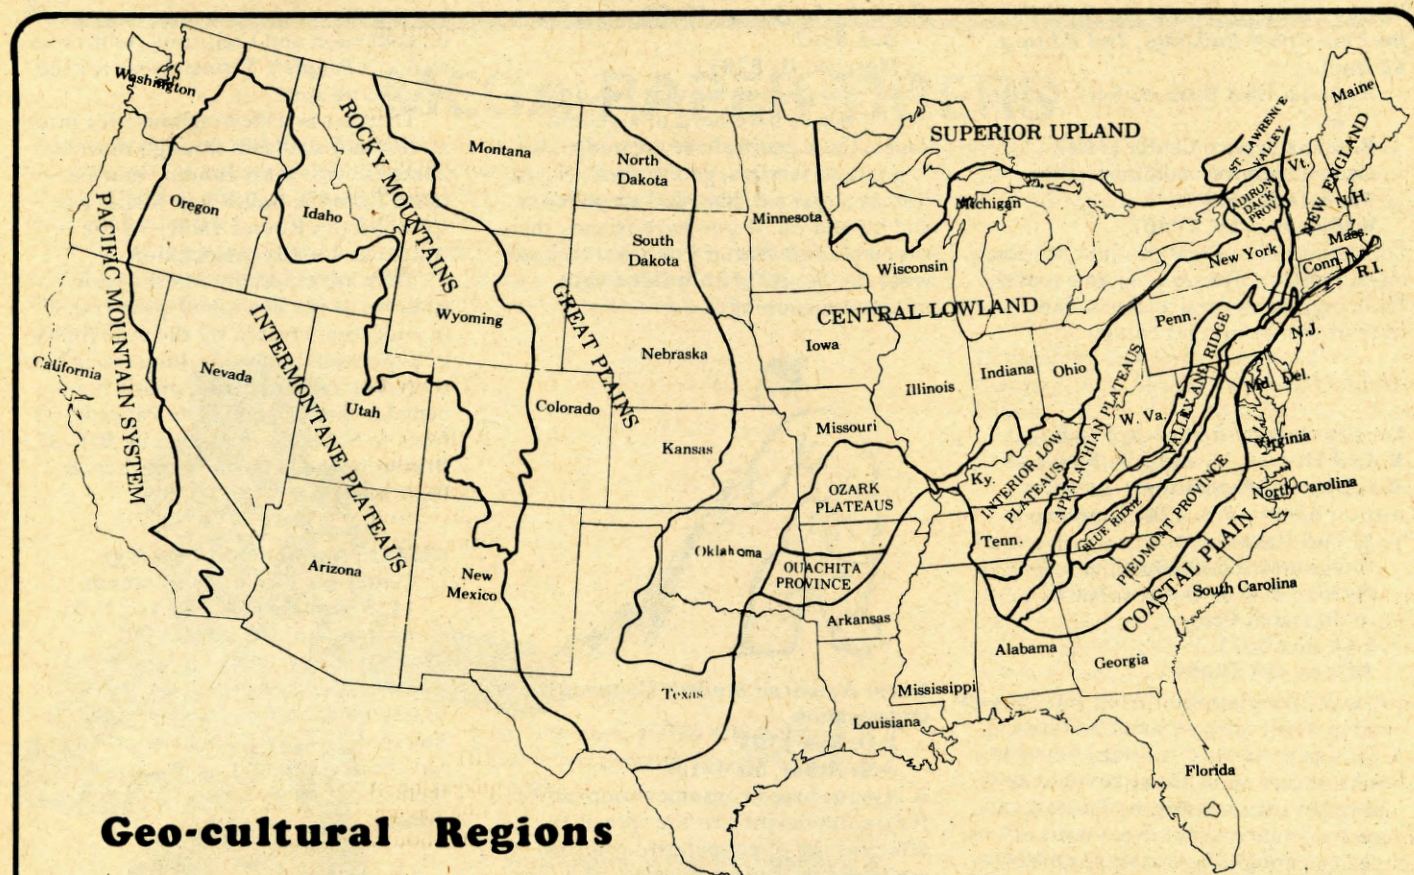 Washington
Oregon
Idaho
Montana
North
Dakota
South
Dakota
Minnesota
Wisconsin
Michigan
SUPERIOR UPLAND
ST. LAWRENCE
VALLEY
ADIRON
DACK
PROV.
Vt.
NEW ENGLAND
Maine
N.H.
Mass.
Conn.
R.I.
New York
PACIFIC MOUNTAIN SYSTEM
ROCKY MOUNTAINS
INTERMONTANE PLATEAUS
GREAT PLAINS
CENTRAL LOWLAND
California
Nevada
Utah
Wyoming
Colorado
Nebraska
Kansas
Iowa
Missouri
Illinois
Indiana
Ohio
Penn.
N.J.
Md.
Del.
W. Va.
Virginia
North Carolina
South Carolina
Ky.
Tenn.
INTERIOR LOW
PLATEAUS
APPALACHIAN PLATEAUS
VALLEY AND RIDGE
BLUE RIDGE
PIEDMONT PROVINCE
COASTAL PLAIN
OZARK
PLATEAUS
OUACHITA
PROVINCE
Oklahoma
Arkansas
Arizona
New
Mexico
Texas
Louisiana
Mississippi
Alabama
Georgia
Florida
Geo-cultural Regions